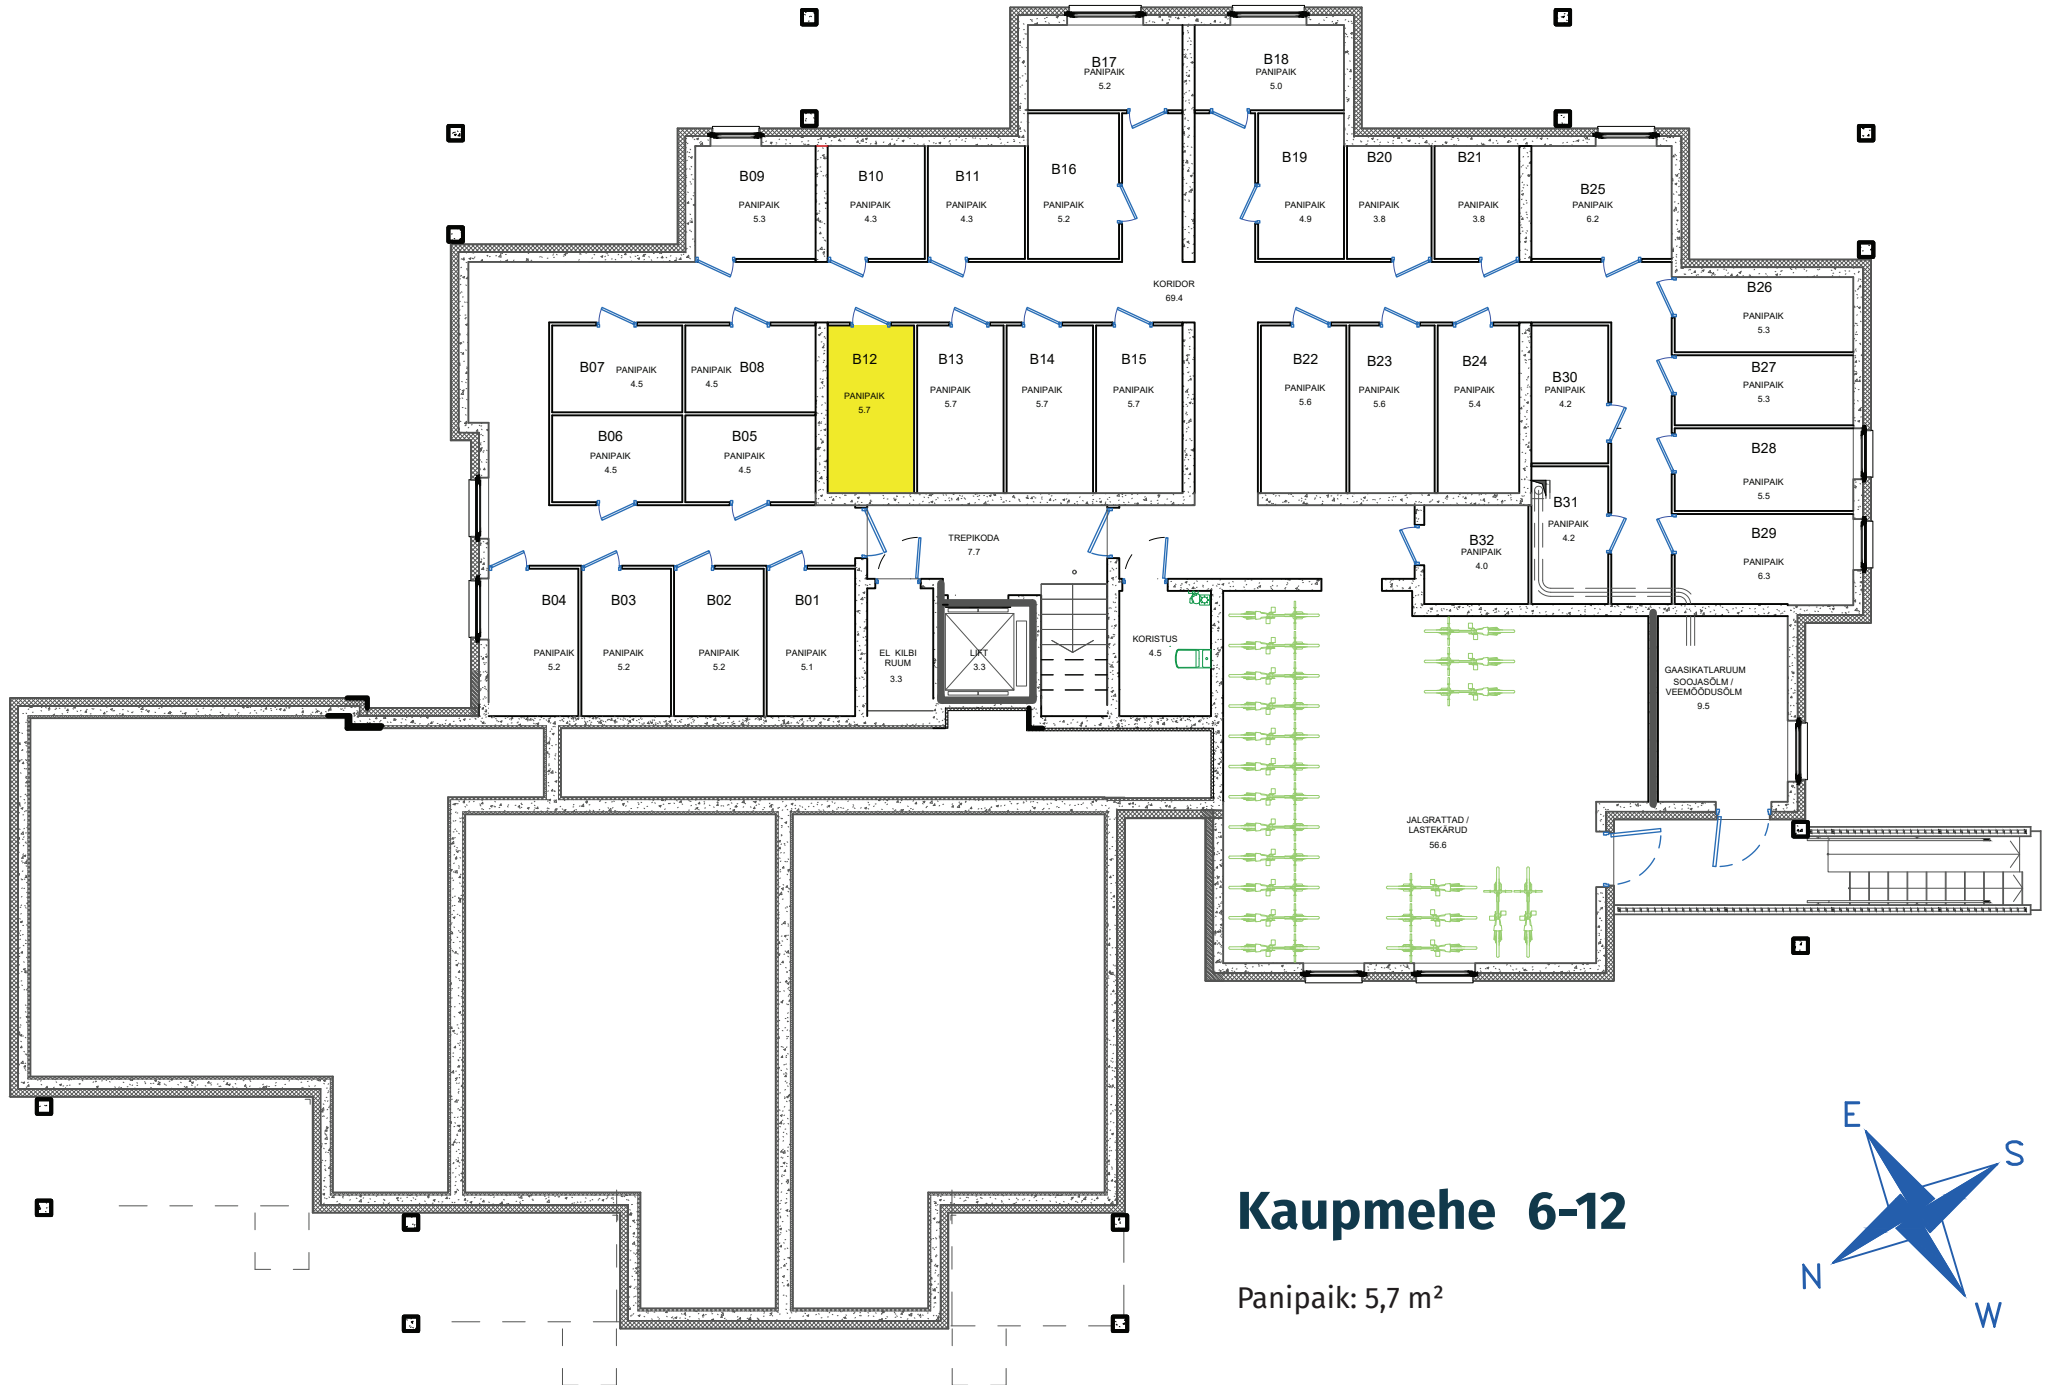 B17
PANIPAIK
5.2
B18
PANIPAIK
5.0
B09
PANIPAIK
5.3
B10
PANIPAIK
4.3
B11
PANIPAIK
4.3
B16
PANIPAIK
5.2
B19
PANIPAIK
4.9
B20
PANIPAIK
3.8
B21
PANIPAIK
3.8
B25
PANIPAIK
6.2
KORIDOR
69.4
B26
PANIPAIK
5.3
B07
PANIPAIK
4.5
PANIPAIK
4.5
B08
B12
PANIPAIK
5.7
B13
PANIPAIK
5.7
B14
PANIPAIK
5.7
B15
PANIPAIK
5.7
B22
PANIPAIK
5.6
B23
PANIPAIK
5.6
B24
PANIPAIK
5.4
B30
PANIPAIK
4.2
B27
PANIPAIK
5.3
B06
PANIPAIK
4.5
B05
PANIPAIK
4.5
B28
PANIPAIK
5.5
B31
PANIPAIK
4.2
B29
PANIPAIK
6.3
TREPIKODA
7.7
B32
PANIPAIK
4.0
B04
PANIPAIK
5.2
B03
PANIPAIK
5.2
B02
PANIPAIK
5.2
B01
PANIPAIK
5.1
EL KILBI
RUUM
3.3
LIFT
3.3
KORISTUS
4.5
GAASIKATLARUUM
SOOJASÕLM /
VEEMÕÕDUSÕLM
9.5
JALGRATTAD /
LASTEKÄRUD
56.6
E
S
N
W
Kaupmehe 6-12
Panipaik: 5,7 m²